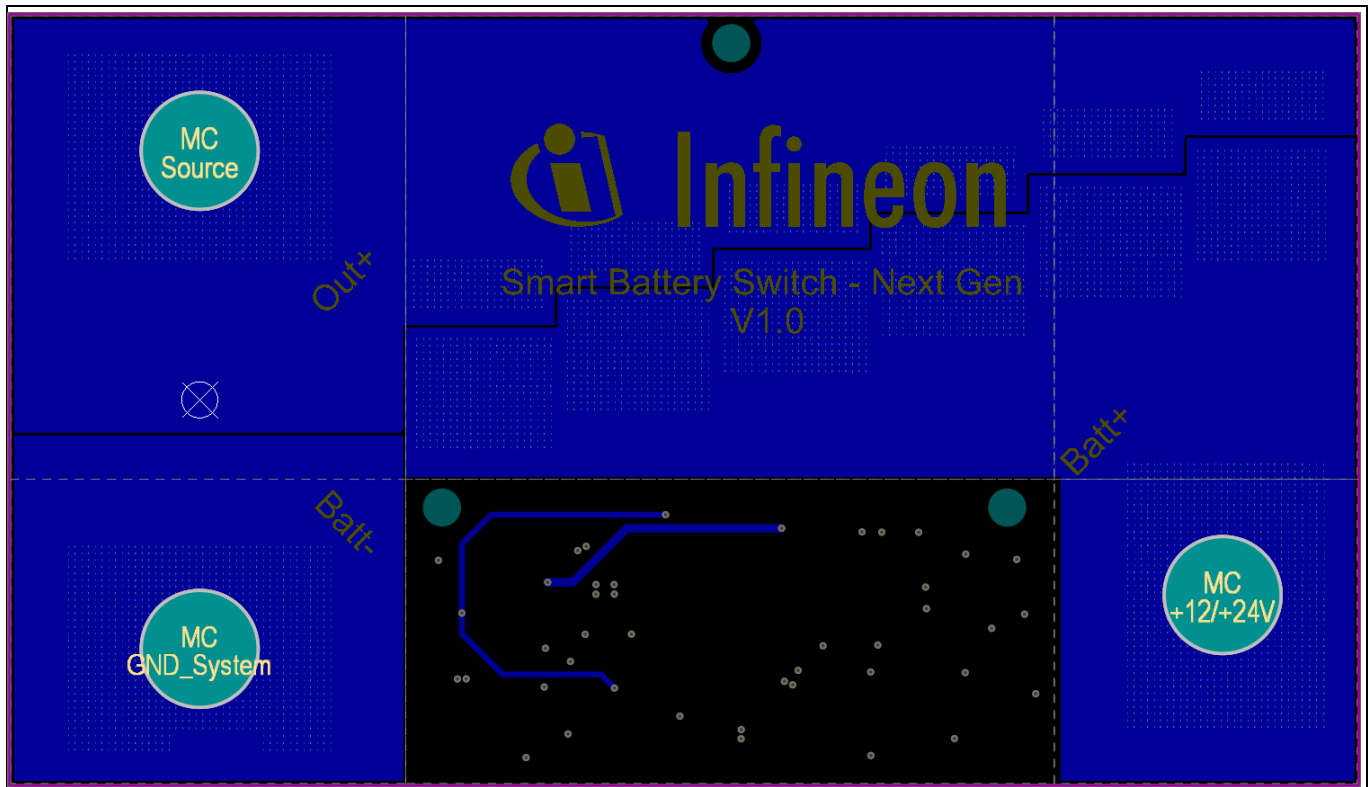 MC
Source
Infineon
Out+
Smart Battery Switch - Next Gen
V1.0
Batt+
Batt-
MC
+12/+24V
MC
GND_System